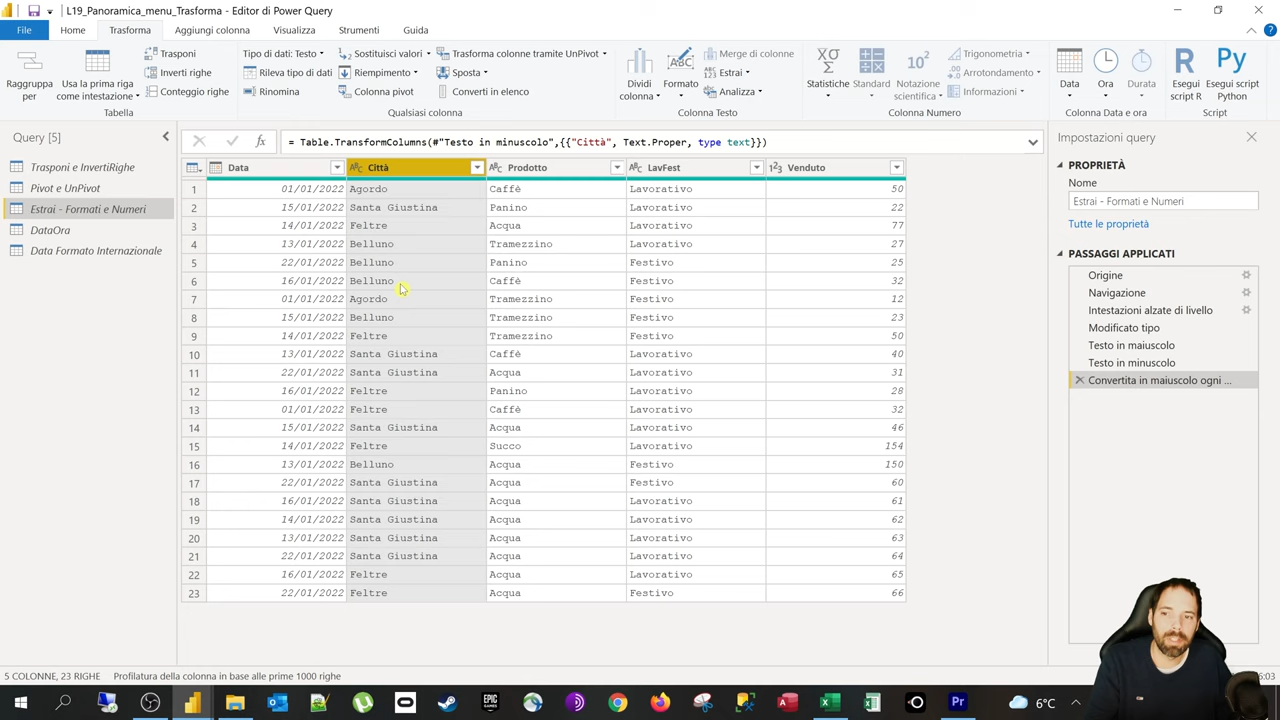 L19_Panoramica_menu_Trasforma - Editor di Power Query
File Home Trasforma Aggiungi colonna Visualizza Strumenti Guida
Raggruppa per
Usa la prima riga come intestazione
Trasponi
Inverti righe
Conteggio righe
Tabella
Tipo di dati: Testo
Rileva tipo di dati
Rinomina
Sostituisci valori
Riempimento
Colonna pivot
Trasforma colonne tramite UnPivot
Sposta
Converti in elenco
Qualsiasi colonna
Dividi colonna
Formato
Merge di colonne
Estrai
Analizza
Colonna Testo
Statistiche
Standard
Notazione scientifica
Trigonometria
Arrotondamento
Informazioni
Colonna Numero
Data
Ora
Durata
Colonna Data e ora
Esegui script R
Esegui script Python
Script
Query [5]
Trasponi e InvertiRighe
Pivot e UnPivot
Estrai - Formati e Numeri
DataOra
Data Formato Internazionale
= Table.TransformColumns(#"Testo in minuscolo",{{"Città", Text.Proper, type text}})
Data Città Prodotto LavFest Venduto
1 01/01/2022 Agordo Caffè Lavorativo 50
2 15/01/2022 Santa Giustina Panino Lavorativo 22
3 14/01/2022 Feltre Acqua Lavorativo 77
4 13/01/2022 Belluno Tramezzino Lavorativo 27
5 22/01/2022 Belluno Panino Festivo 25
6 16/01/2022 Belluno Caffè Festivo 32
7 01/01/2022 Agordo Tramezzino Festivo 12
8 15/01/2022 Belluno Tramezzino Festivo 23
9 14/01/2022 Feltre Tramezzino Festivo 50
10 13/01/2022 Santa Giustina Caffè Lavorativo 40
11 22/01/2022 Santa Giustina Acqua Lavorativo 31
12 16/01/2022 Feltre Panino Lavorativo 28
13 01/01/2022 Feltre Caffè Lavorativo 32
14 15/01/2022 Santa Giustina Acqua Lavorativo 46
15 14/01/2022 Feltre Succo Lavorativo 154
16 13/01/2022 Belluno Acqua Festivo 150
17 22/01/2022 Santa Giustina Acqua Festivo 60
18 16/01/2022 Santa Giustina Acqua Lavorativo 61
19 14/01/2022 Santa Giustina Acqua Lavorativo 62
20 13/01/2022 Santa Giustina Acqua Lavorativo 63
21 22/01/2022 Santa Giustina Acqua Lavorativo 64
22 16/01/2022 Feltre Acqua Lavorativo 65
23 22/01/2022 Feltre Acqua Festivo 66
Impostazioni query
PROPRIETÀ
Nome
Estrai - Formati e Numeri
Tutte le proprietà
PASSAGGI APPLICATI
Origine
Navigazione
Intestazioni alzate di livello
Modificato tipo
Testo in maiuscolo
Testo in minuscolo
Convertita in maiuscolo ogni ...
5 COLONNE, 23 RIGHE Profilatura della colonna in base alle prime 1000 righe
6:03
6°C